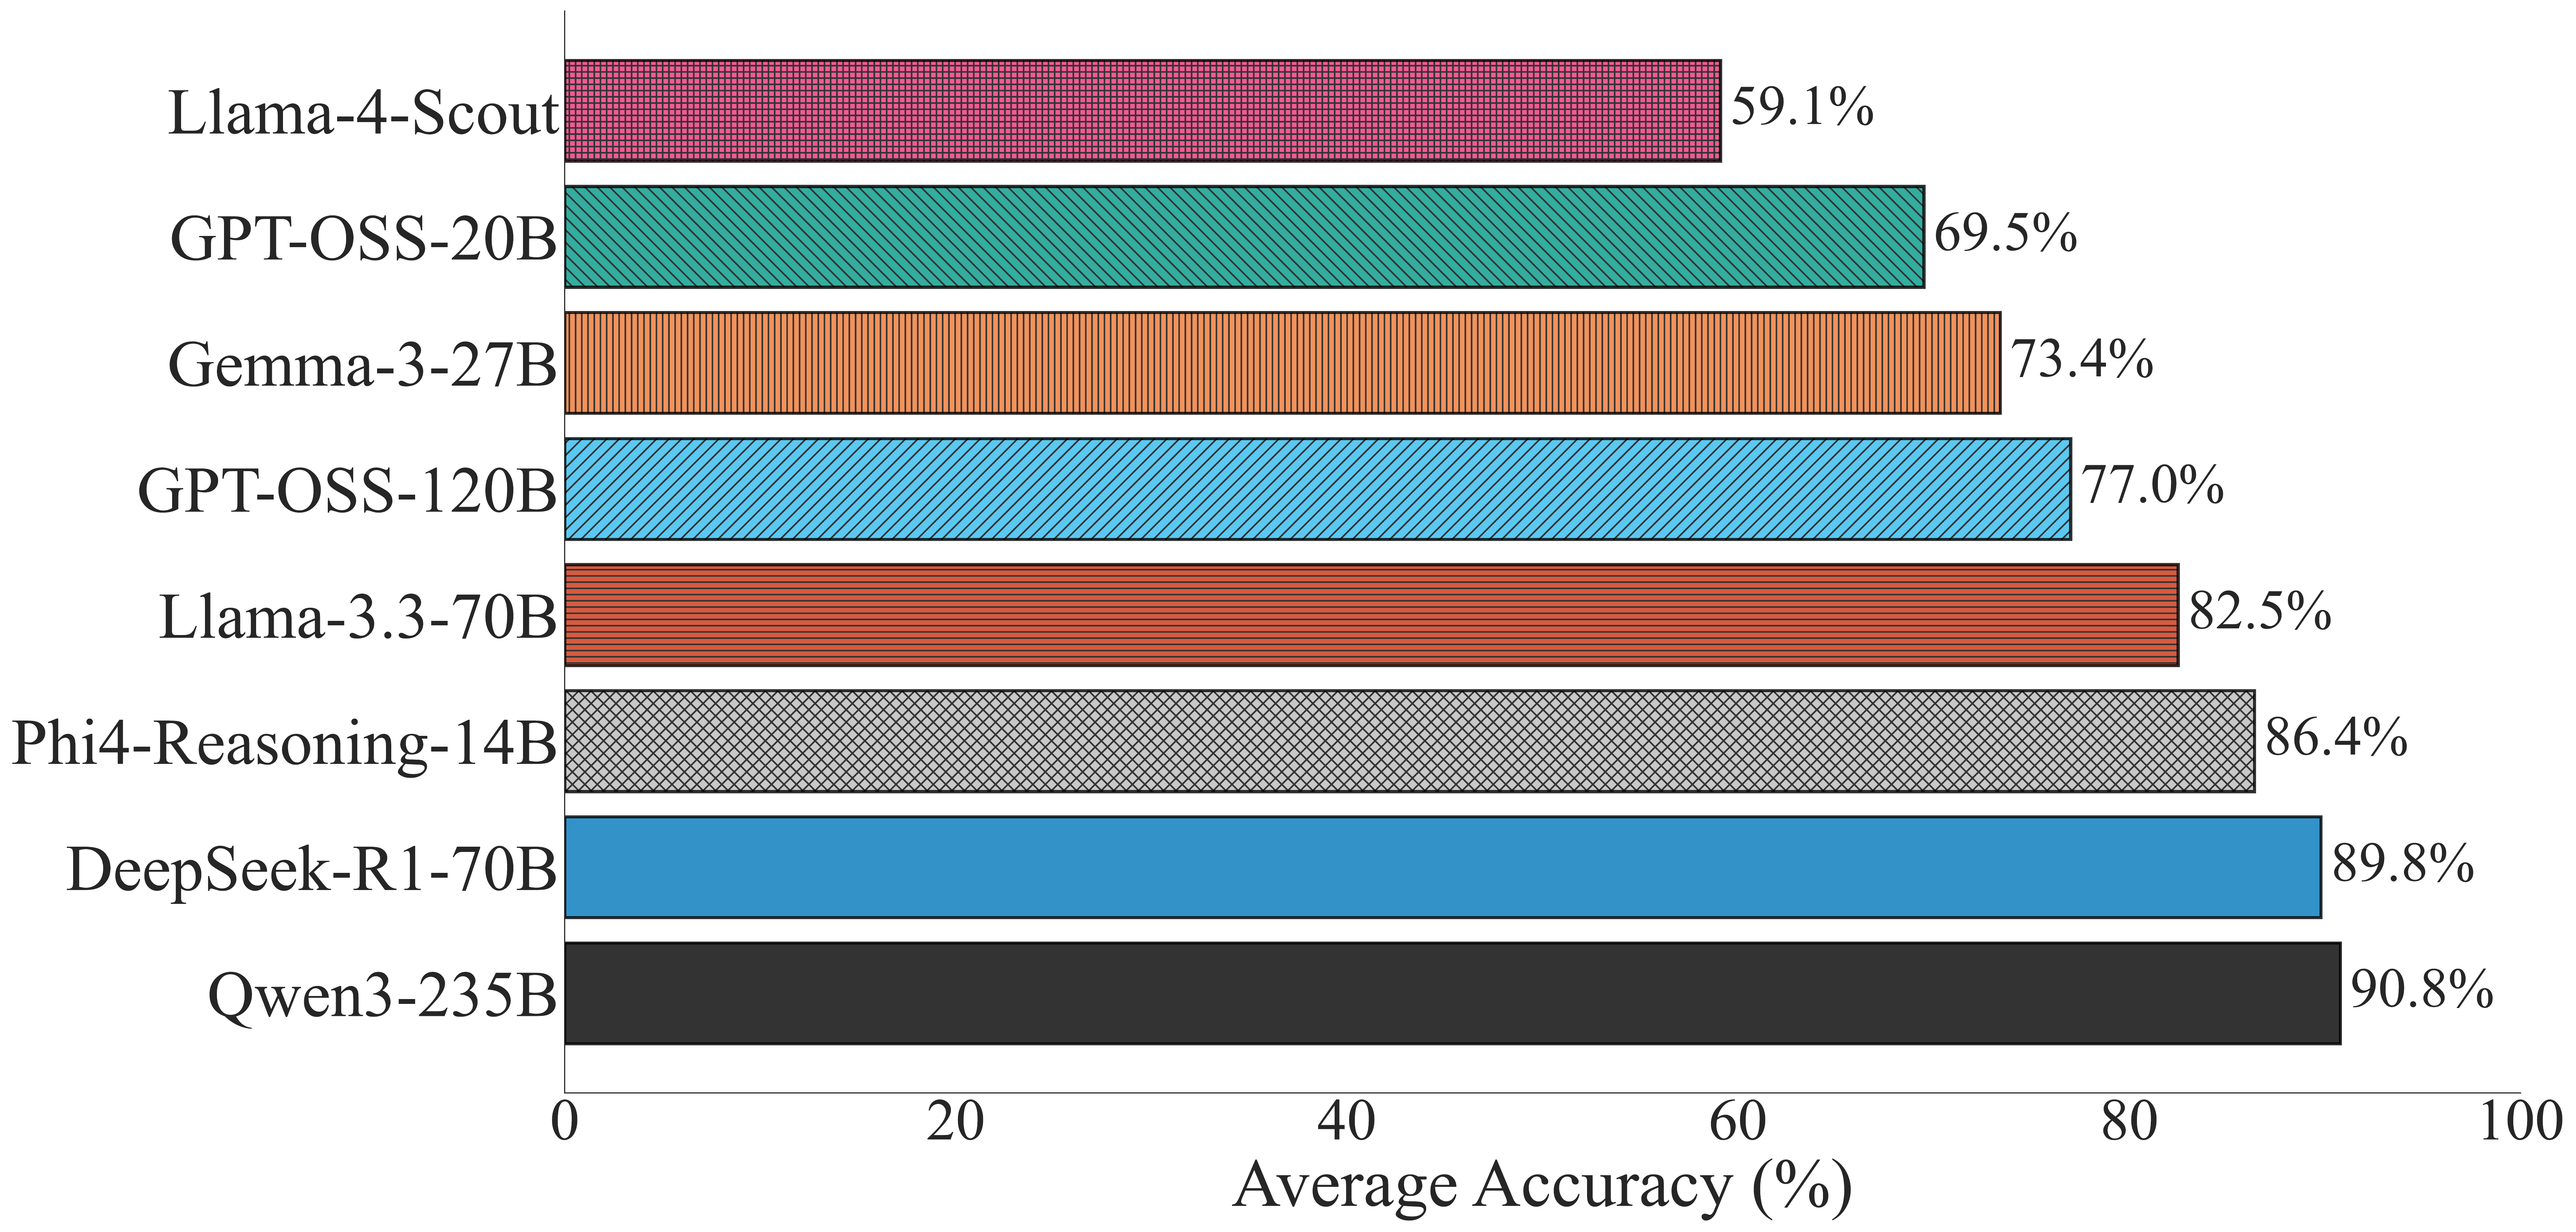 Llama-4-Scout 59.1%
GPT-OSS-20B 69.5%
Gemma-3-27B 73.4%
GPT-OSS-120B 77.0%
Llama-3.3-70B 82.5%
Phi4-Reasoning-14B 86.4%
DeepSeek-R1-70B 89.8%
Qwen3-235B 90.8%
0 20 40 60 80 100
Average Accuracy (%)